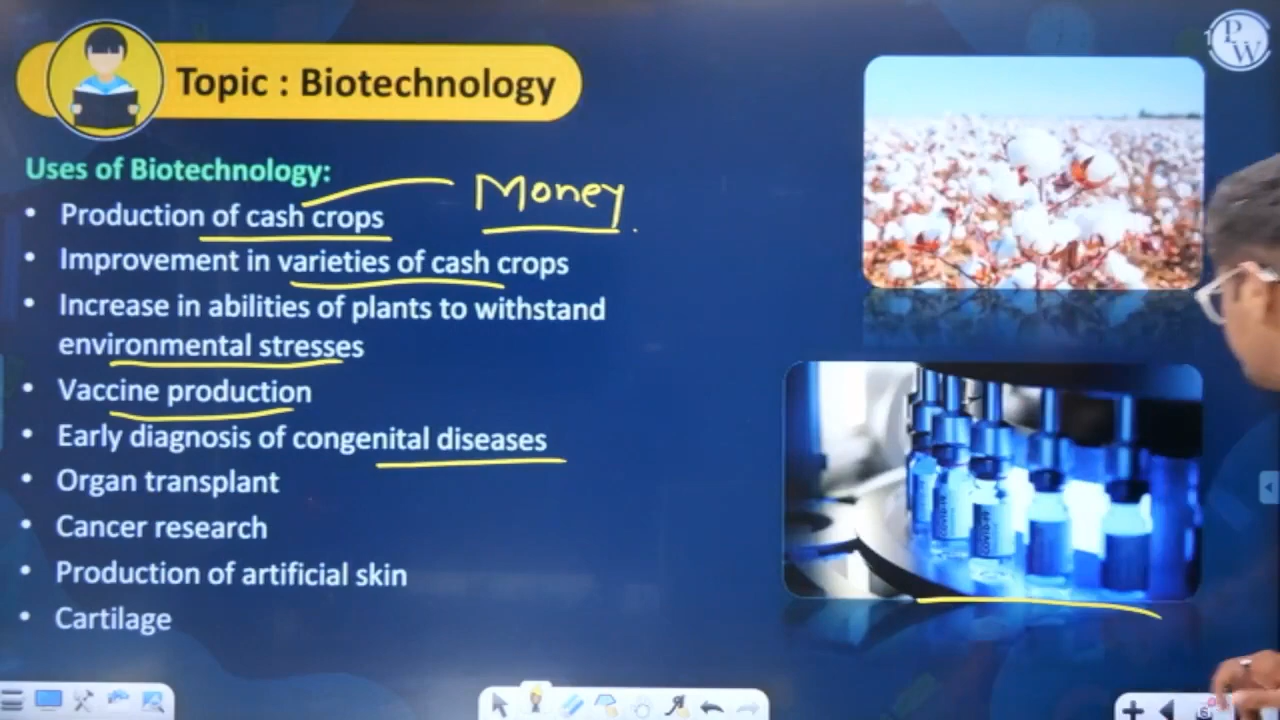 Topic : Biotechnology
P
W
Uses of Biotechnology:
Money
• Production of cash crops
• Improvement in varieties of cash crops
• Increase in abilities of plants to withstand
environmental stresses
• Vaccine production
• Early diagnosis of congenital diseases
• Organ transplant
• Cancer research
• Production of artificial skin
• Cartilage
COVID-19